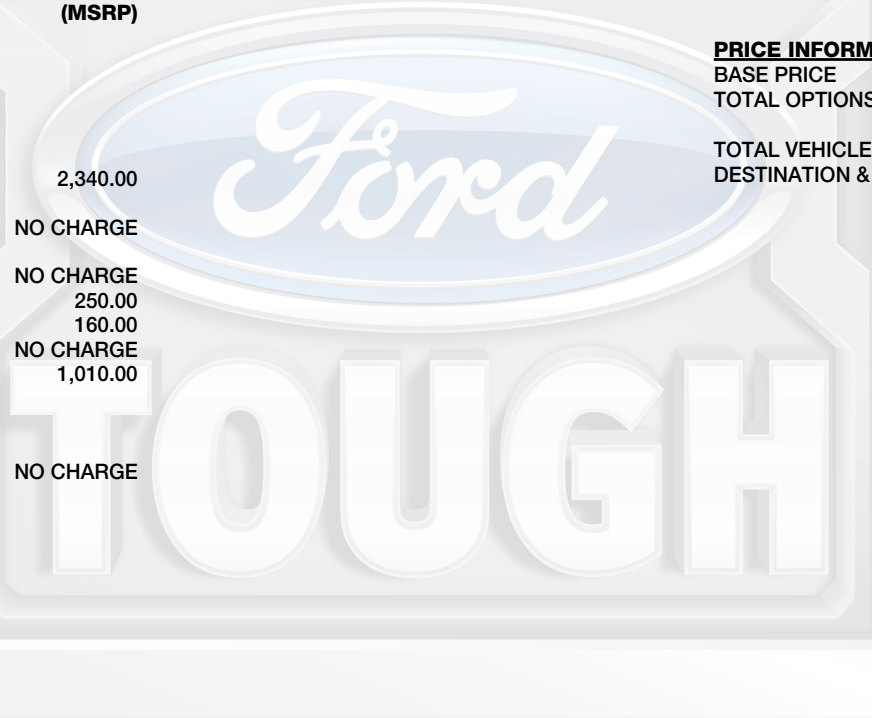 (MSRP)
2,340.00
NO CHARGE
NO CHARGE
250.00
160.00
NO CHARGE
1,010.00
NO CHARGE
PRICE INFORM
BASE PRICE
TOTAL OPTIONS
TOTAL VEHICLE
DESTINATION &
Ford
TOUGH